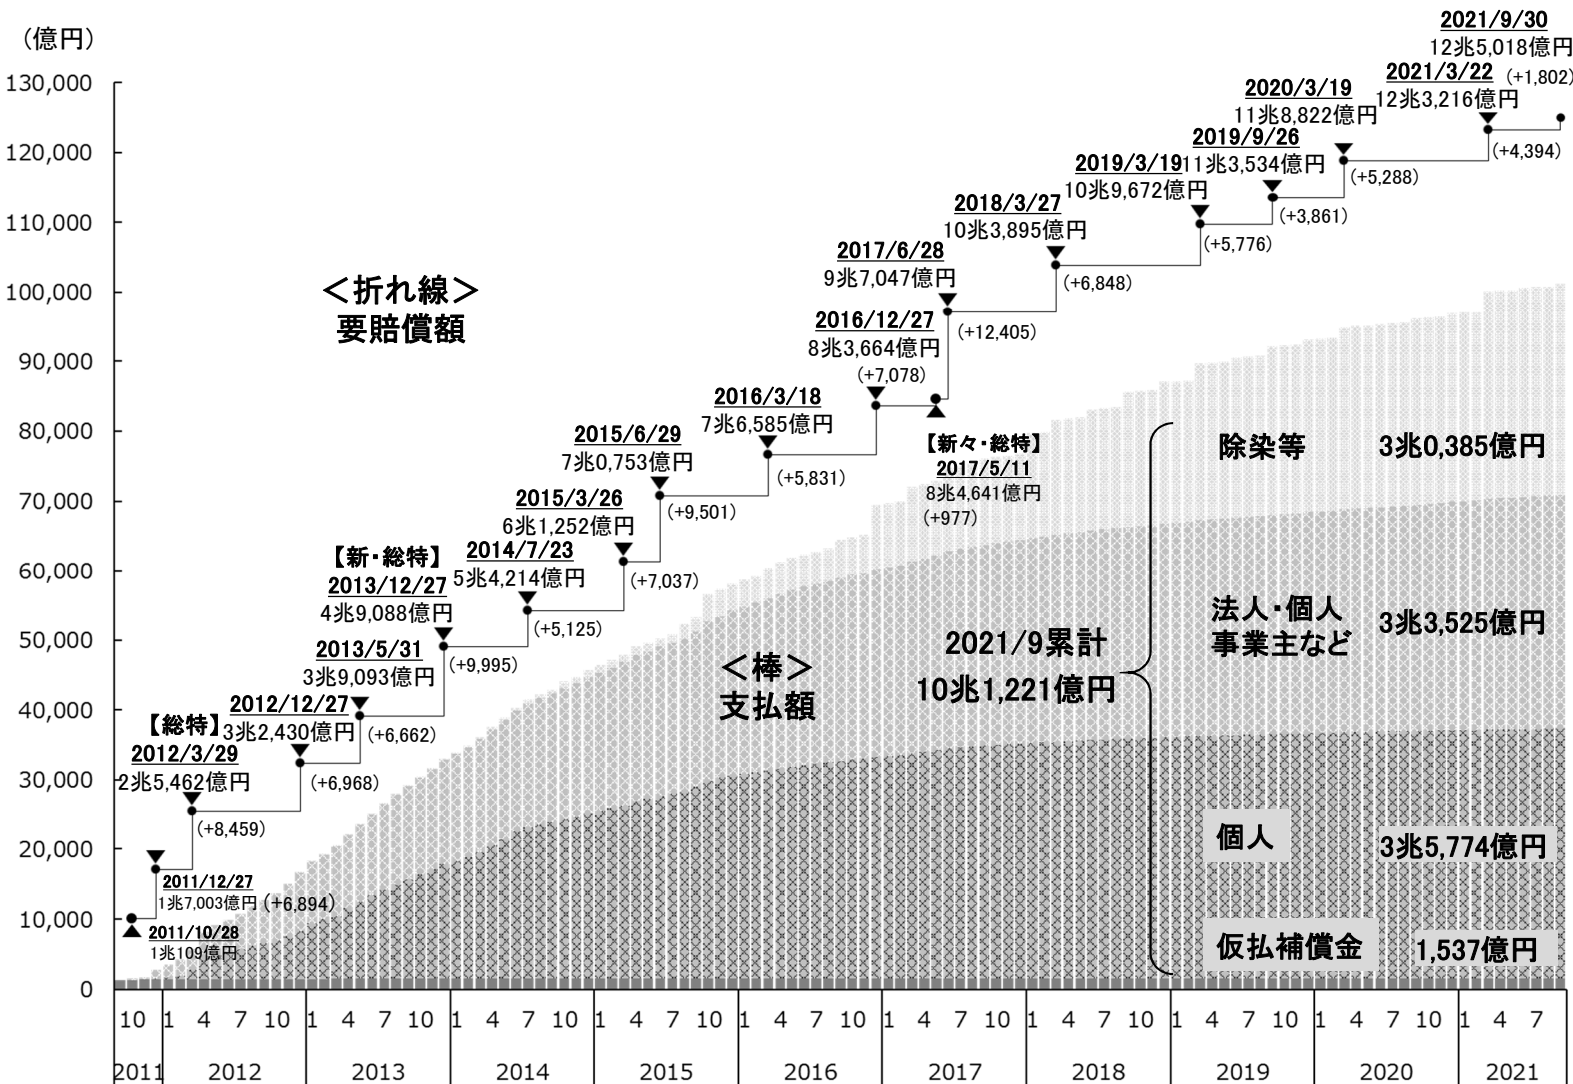 （億円）
130,000
120,000
110,000
100,000
90,000
80,000
70,000
60,000
50,000
40,000
30,000
20,000
10,000
0
＜折れ線＞
要賠償額
2011/10/28
1兆109億円
2011/12/27
1兆7,003億円（+6,894）
【総特】
2012/3/29
2兆5,462億円
（+8,459）
2012/12/27
3兆2,430億円
（+6,968）
2013/5/31
3兆9,093億円
（+6,662）
【新・総特】
2013/12/27
4兆9,088億円
（+9,995）
2014/7/23
5兆4,214億円
（+5,125）
2015/3/26
6兆1,252億円
（+7,037）
2015/6/29
7兆0,753億円
（+9,501）
2016/3/18
7兆6,585億円
（+5,831）
2016/12/27
8兆3,664億円
（+7,078）
【新々・総特】
2017/5/11
8兆4,641億円
（+977）
2017/6/28
9兆7,047億円
（+12,405）
2018/3/27
10兆3,895億円
（+6,848）
2019/3/19
10兆9,672億円
（+5,776）
2019/9/26
11兆3,534億円
（+3,861）
2020/3/19
11兆8,822億円
（+5,288）
2021/3/22
12兆3,216億円
（+4,394）
2021/9/30
12兆5,018億円
（+1,802）
＜棒＞
支払額
2021/9累計
10兆1,221億円
除染等 3兆0,385億円
法人・個人
事業主など 3兆3,525億円
個人 3兆5,774億円
仮払補償金 1,537億円
10 1 4 7 10 1 4 7 10 1 4 7 10 1 4 7 10 1 4 7 10 1 4 7 10 1 4 7 10 1 4 7 10 1 4 7 10 1 4 7
2011 2012 2013 2014 2015 2016 2017 2018 2019 2020 2021